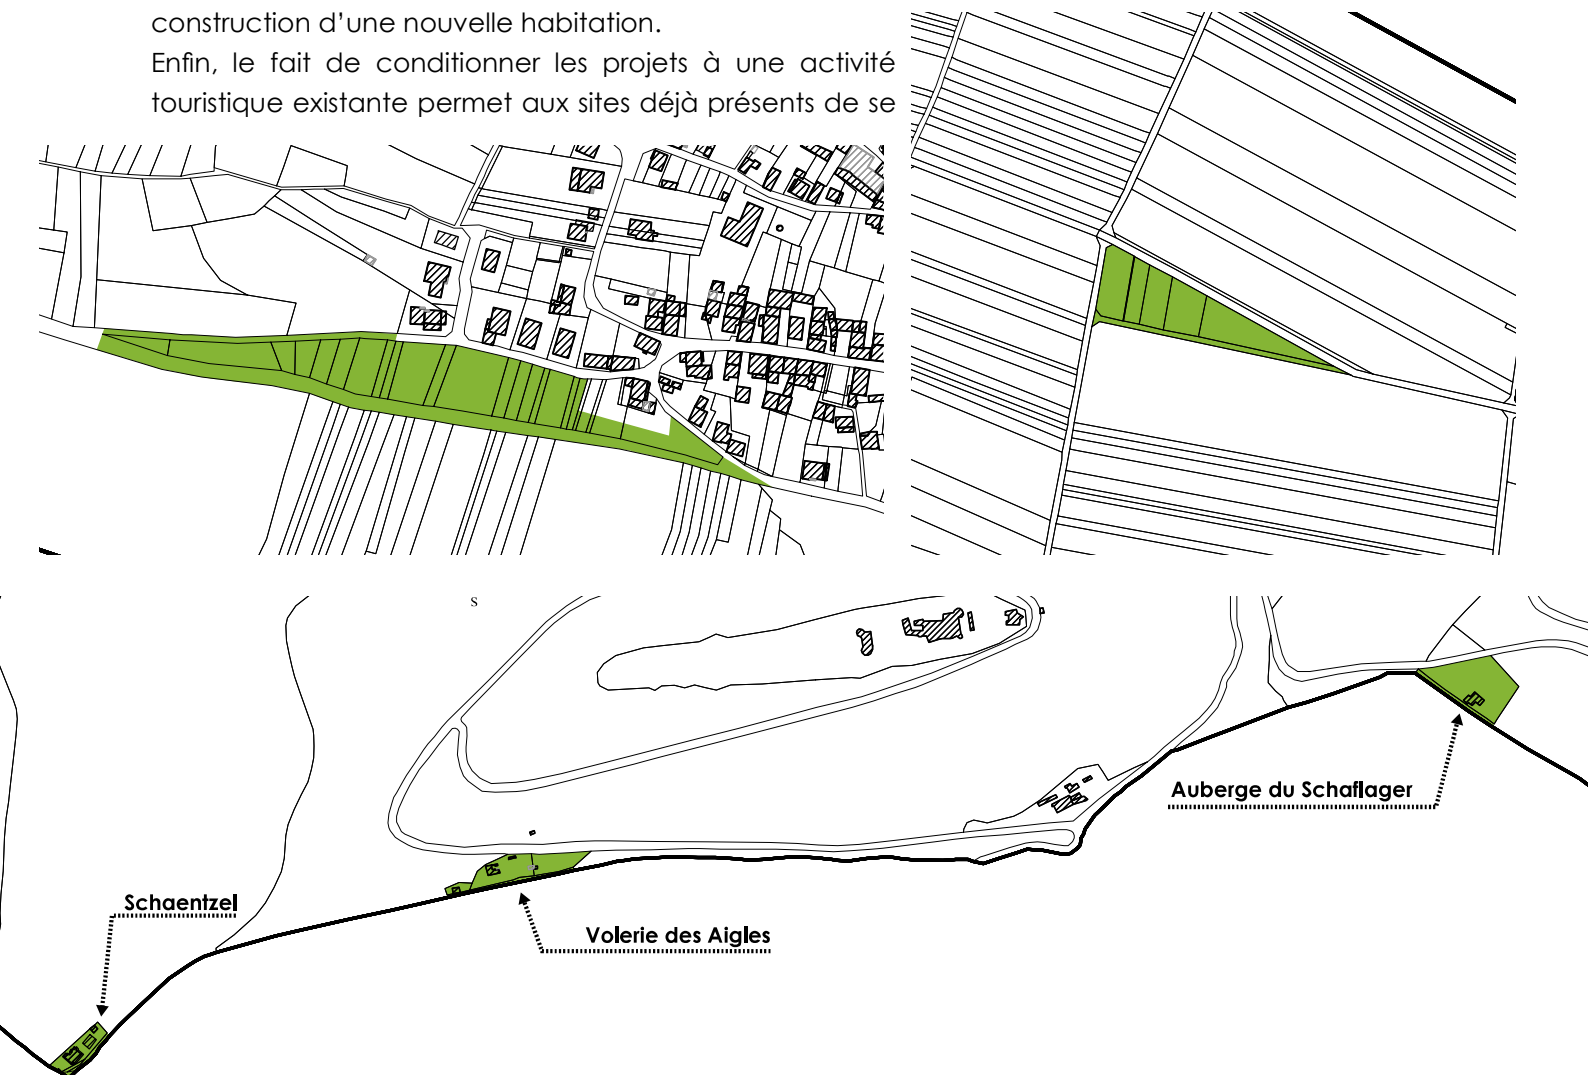 construction d’une nouvelle habitation.
Enfin, le fait de conditionner les projets à une activité
touristique existante permet aux sites déjà présents de se
s
Auberge du Schaflager
Schaentzel
Volerie des Aigles